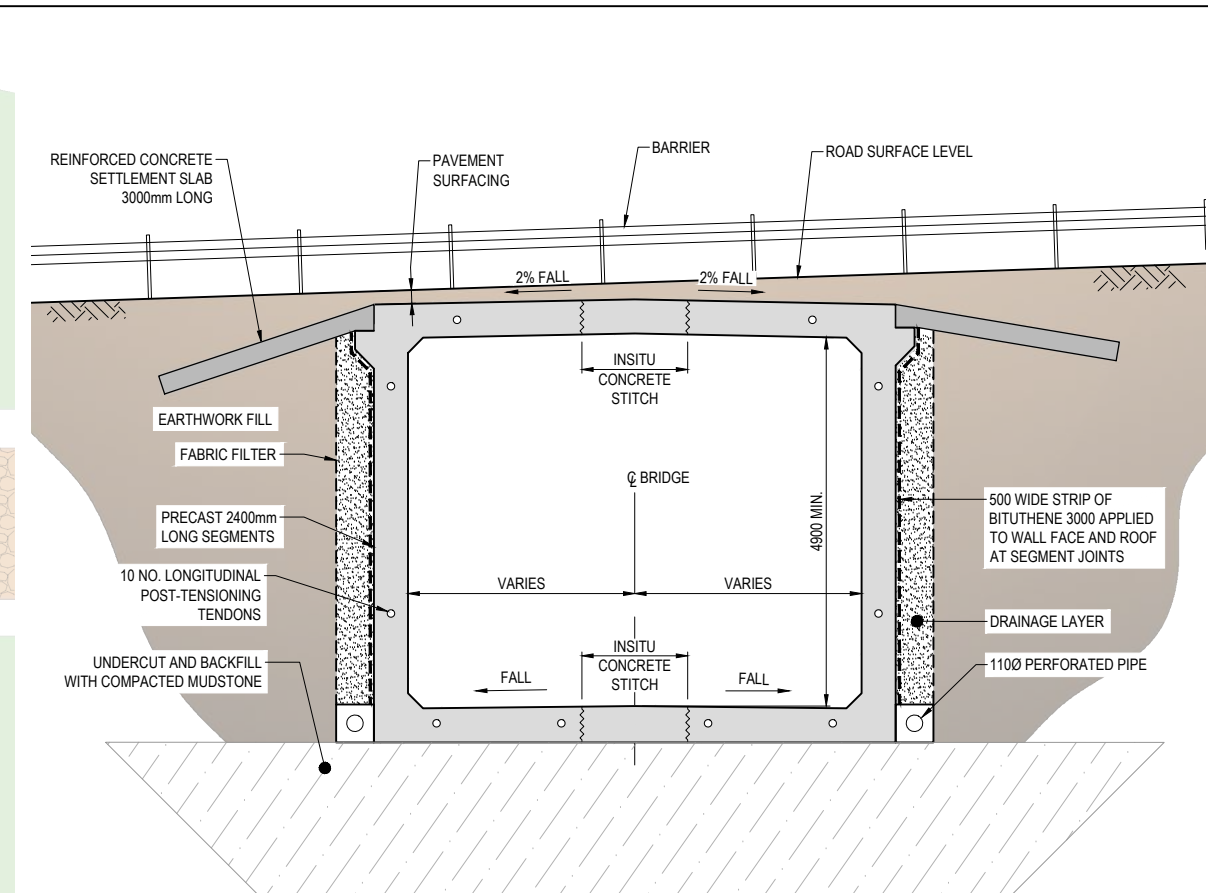 REINFORCED CONCRETE
SETTLEMENT SLAB
3000mm LONG
PAVEMENT
SURFACING
BARRIER
ROAD SURFACE LEVEL
2% FALL
2% FALL
INSITU
CONCRETE
STITCH
EARTHWORK FILL
FABRIC FILTER
PRECAST 2400mm
LONG SEGMENTS
10 NO. LONGITUDINAL
POST-TENSIONING
TENDONS
UNDERCUT AND BACKFILL
WITH COMPACTED MUDSTONE
℄ BRIDGE
4900 MIN.
VARIES
VARIES
INSITU
CONCRETE
STITCH
FALL
FALL
500 WIDE STRIP OF
BITUTHENE 3000 APPLIED
TO WALL FACE AND ROOF
AT SEGMENT JOINTS
DRAINAGE LAYER
110Ø PERFORATED PIPE